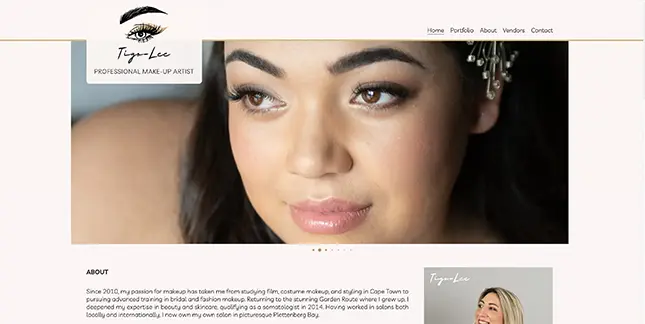 Tigra-Lee
PROFESSIONAL MAKE-UP ARTIST
Home Portfolio About Vendors Contact
ABOUT
Since 2010, my passion for makeup has taken me from studying film, costume makeup, and styling in Cape Town to
pursuing advanced training in bridal and fashion makeup. Returning to the stunning Garden Route where I grew up, I
deepened my expertise in beauty and skincare, qualifying as a somatologist in 2014. Having worked in salons both
locally and internationally, I now own my own salon in picturesque Plettenberg Bay.
Tigra-Lee